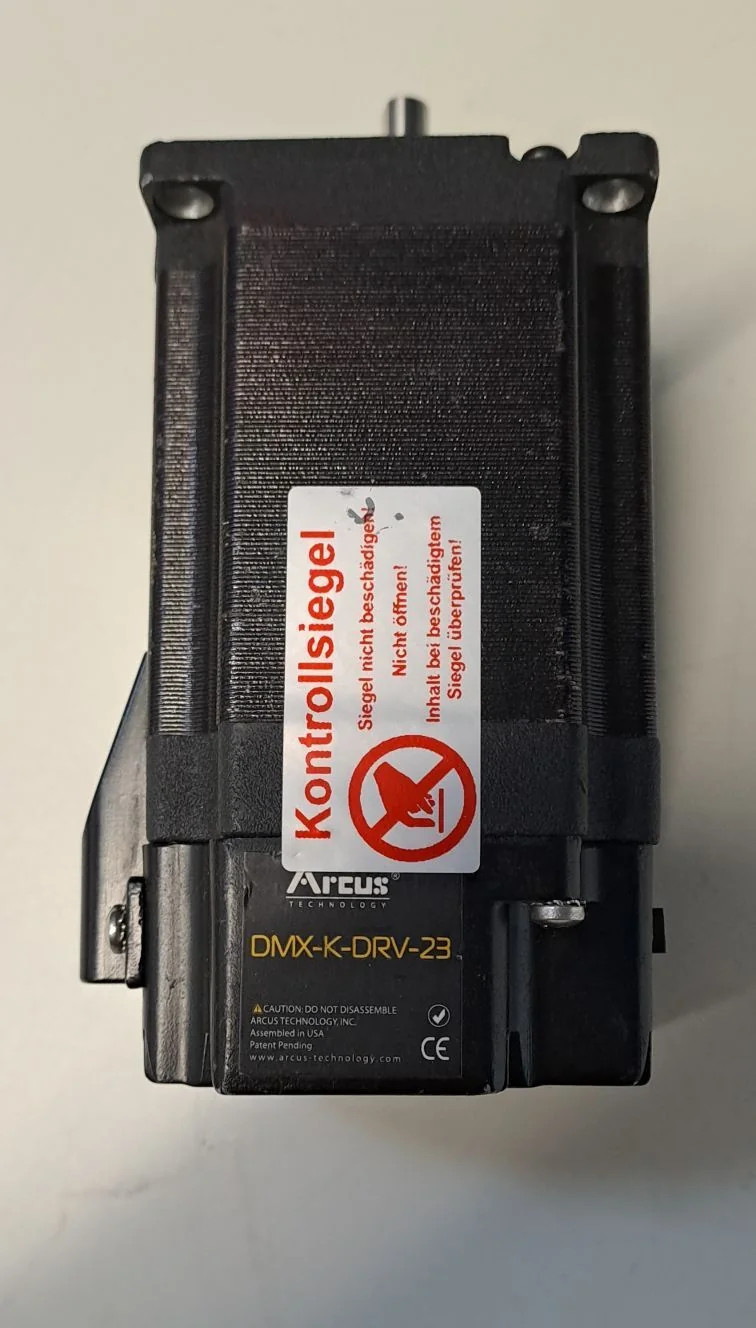 Kontrollsiegel
Siegel nicht beschädigen!
Nicht öffnen!
Inhalt bei beschädigtem
Siegel überprüfen!
Arcus®
TECHNOLOGY
DMX-K-DRV-23
CAUTION: DO NOT DISASSEMBLE
ARCUS TECHNOLOGY, INC.
Assembled in USA
Patent Pending
www.arcus-technology.com
CE